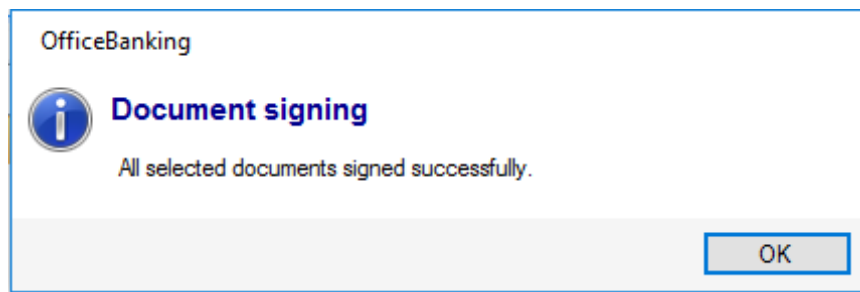 OfficeBanking
Document signing
All selected documents signed successfully.
OK